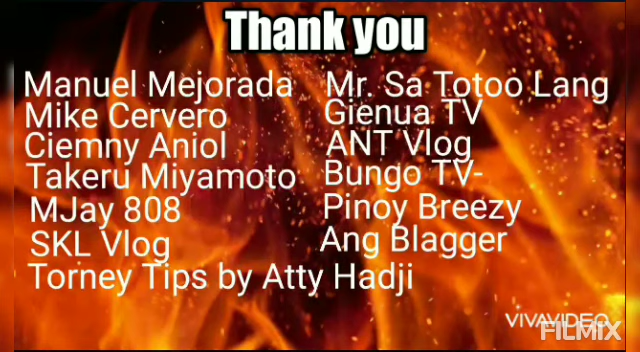 Thank you
Manuel Mejorada
Mike Cervero
Ciemny Aniol
Takeru Miyamoto
MJay 808
SKL Vlog
Torney Tips by Atty Hadji
Mr. Sa Totoo Lang
Gienua TV
ANT Vlog
Bungo TV-
Pinoy Breezy
Ang Blagger
VIVAVIDEO
FILMIX